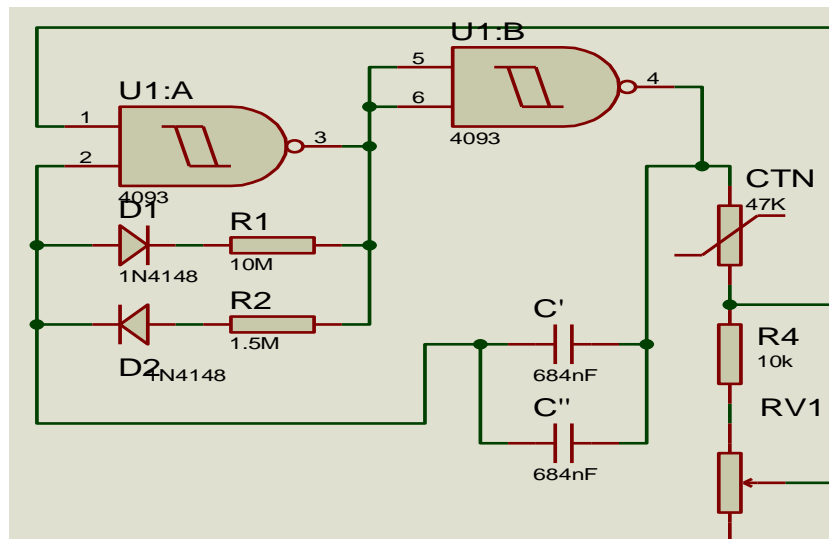 U1:B
5
6
4
4093
U1:A
1
2
3
4093
D1
1N4148
R1
10M
R2
1.5M
D2
1N4148
C'
684nF
C''
684nF
CTN
47K
R4
10k
RV1